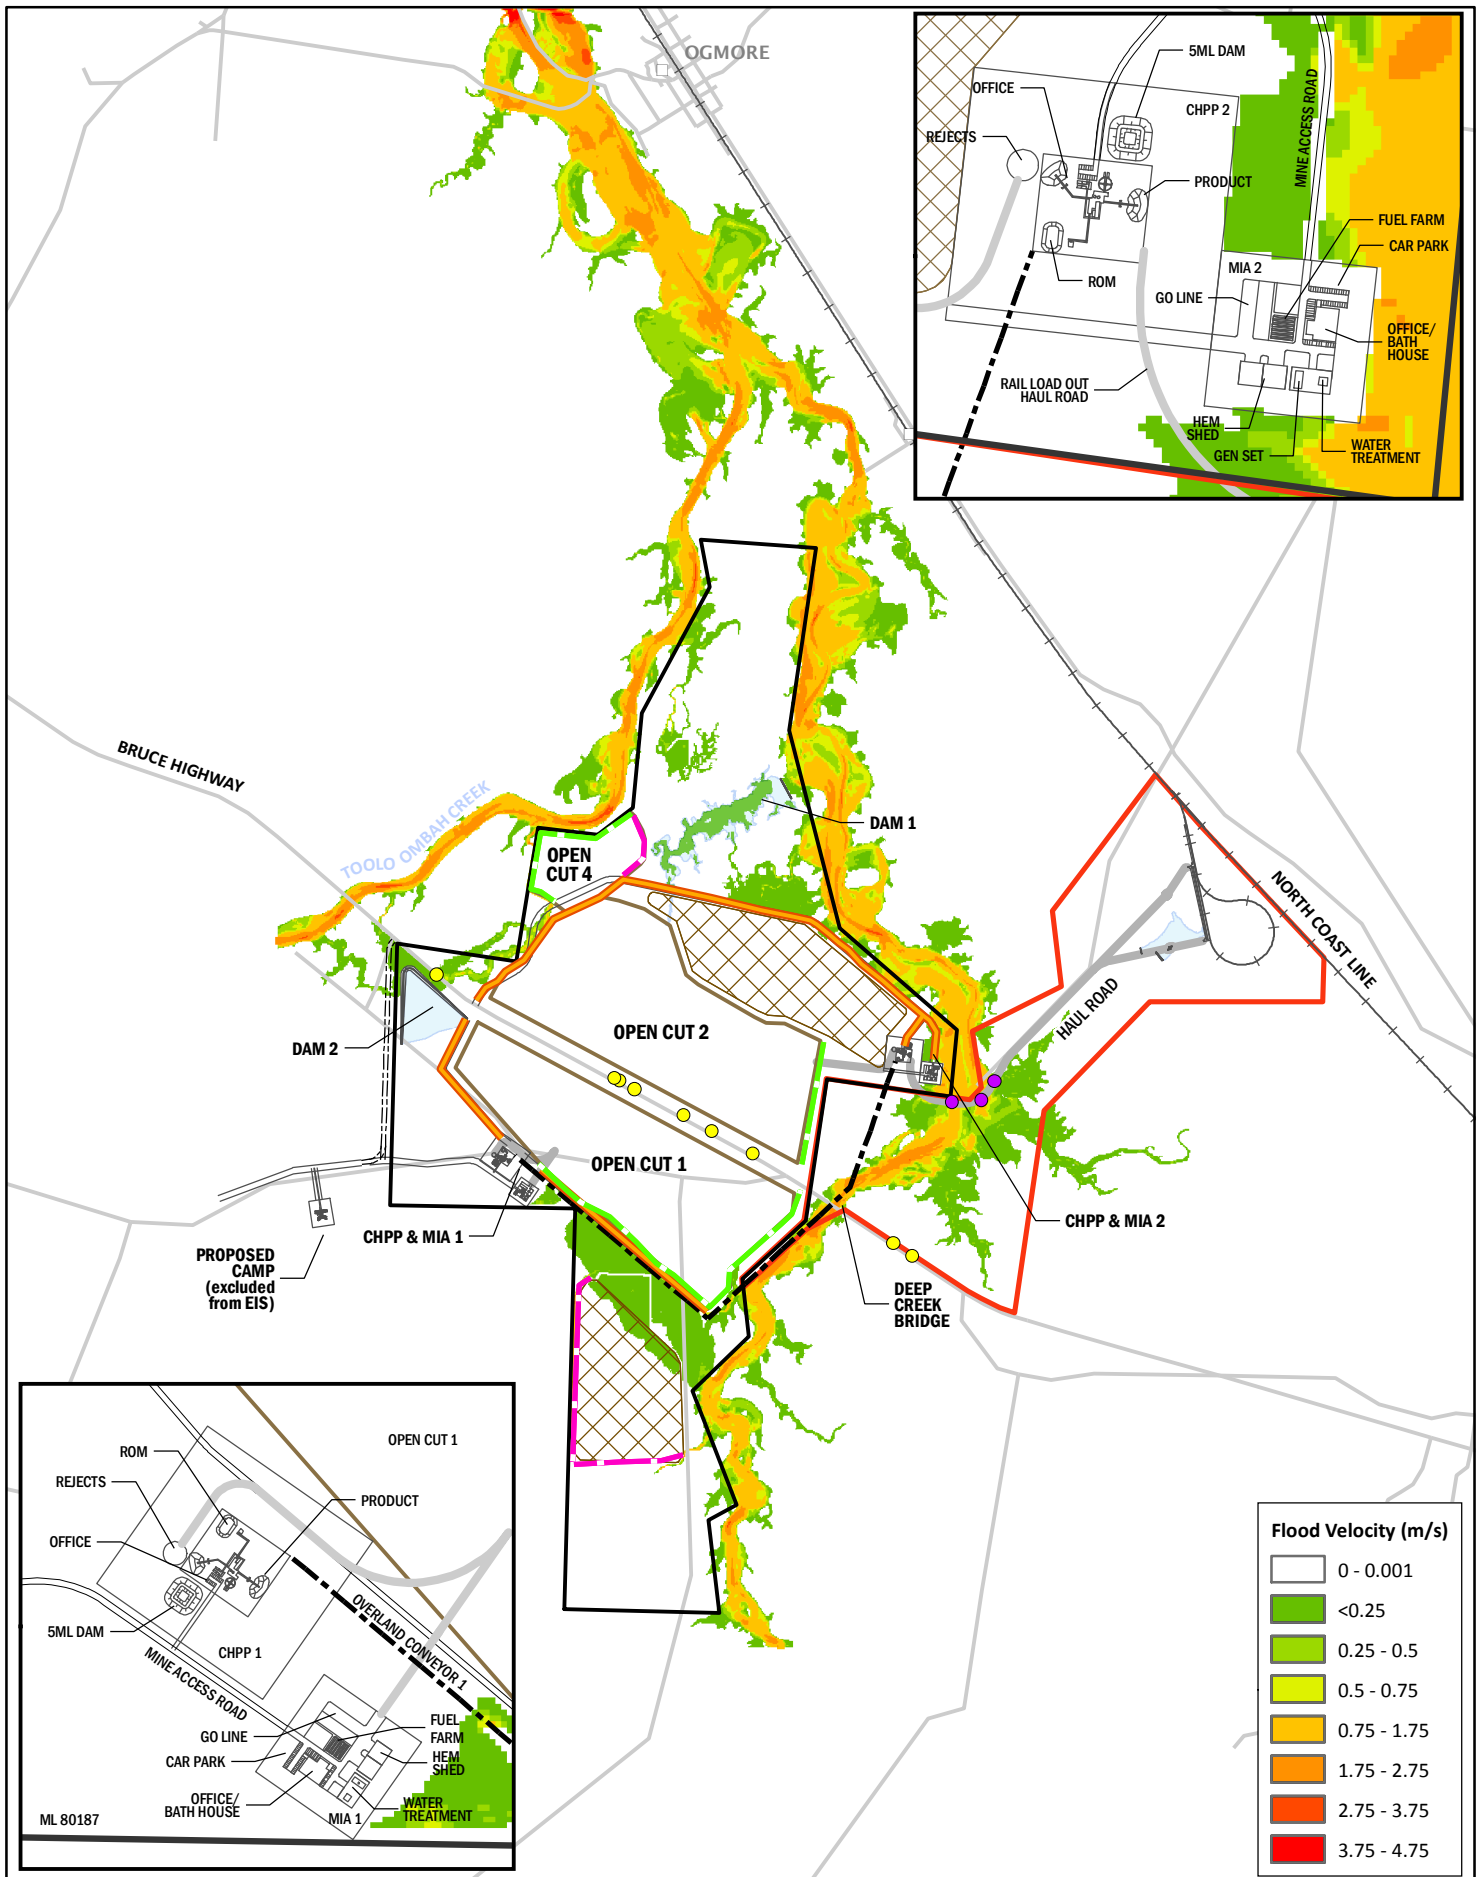 OGMORE
5ML DAM
OFFICE
CHPP 2
REJECTS
MINE ACCESS ROAD
PRODUCT
FUEL FARM
CAR PARK
MIA 2
ROM
GO LINE
OFFICE/
BATH
HOUSE
RAIL LOAD OUT
HAUL ROAD
HEM
SHED
GEN SET
WATER
TREATMENT
BRUCE HIGHWAY
TOOLO OMBAH CREEK
DAM 1
OPEN
CUT 4
NORTH COAST LINE
HAUL ROAD
DAM 2
OPEN CUT 2
OPEN CUT 1
CHPP & MIA 1
CHPP & MIA 2
PROPOSED
CAMP
(excluded
from EIS)
DEEP
CREEK
BRIDGE
OPEN CUT 1
ROM
REJECTS
PRODUCT
OFFICE
5ML DAM
CHPP 1
OVERLAND CONVEYOR 1
MINE ACCESS ROAD
GO LINE
FUEL
FARM
CAR PARK
HEM
SHED
OFFICE/
BATH HOUSE
WATER
TREATMENT
MIA 1
ML 80187
Flood Velocity (m/s)
0 - 0.001
<0.25
0.25 - 0.5
0.5 - 0.75
0.75 - 1.75
1.75 - 2.75
2.75 - 3.75
3.75 - 4.75